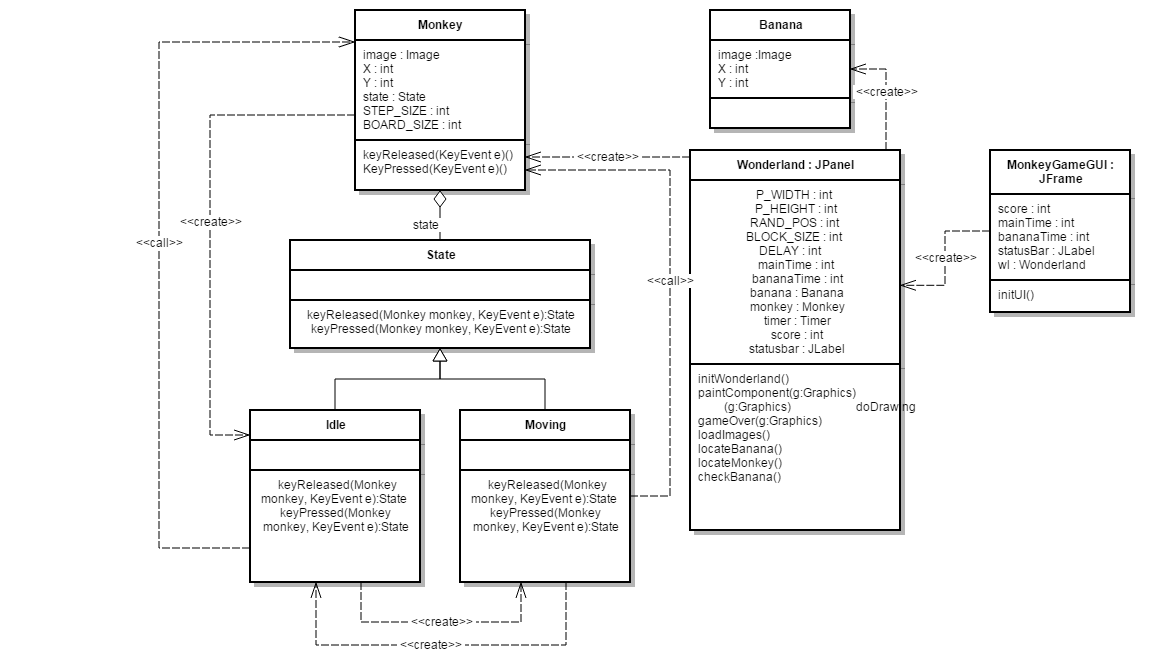 Monkey
image : Image
X : int
Y : int
state : State
STEP_SIZE : int
BOARD_SIZE : int
keyReleased(KeyEvent e)()
KeyPressed(KeyEvent e)()
Banana
image :Image
X : int
Y : int
<<create>>
<<create>>
Wonderland : JPanel
P_WIDTH : int
P_HEIGHT : int
RAND_POS : int
BLOCK_SIZE : int
DELAY : int
mainTime : int
bananaTime : int
banana : Banana
monkey : Monkey
timer : Timer
score : int
statusbar : JLabel
initWonderland()
paintComponent(g:Graphics)
(g:Graphics) doDrawing
gameOver(g:Graphics)
loadImages()
locateBanana()
locateMonkey()
checkBanana()
MonkeyGameGUI :
JFrame
score : int
mainTime : int
bananaTime : int
statusBar : JLabel
wl : Wonderland
initUI()
<<create>>
<<create>>
<<call>>
state
<<call>>
State
keyReleased(Monkey monkey, KeyEvent e):State
keyPressed(Monkey monkey, KeyEvent e):State
Idle
keyReleased(Monkey
monkey, KeyEvent e):State
keyPressed(Monkey
monkey, KeyEvent e):State
Moving
keyReleased(Monkey
monkey, KeyEvent e):State
keyPressed(Monkey
monkey, KeyEvent e):State
<<create>>
<<create>>